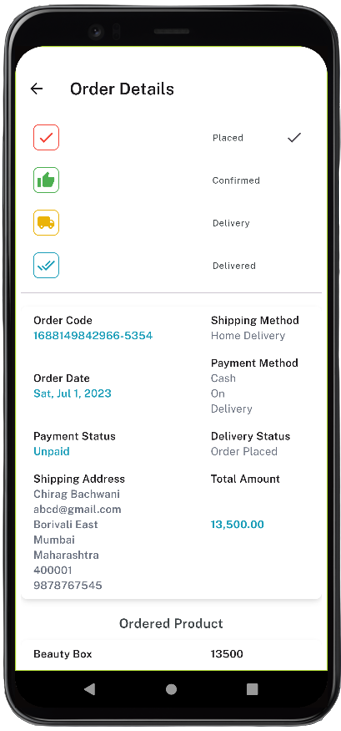 Order Details
Placed
Confirmed
Delivery
Delivered
Order Code
1688149842966-5354
Shipping Method
Home Delivery
Order Date
Sat, Jul 1, 2023
Payment Method
Cash
On
Delivery
Payment Status
Unpaid
Delivery Status
Order Placed
Shipping Address
Chirag Bachwani
abcd@gmail.com
Borivali East
Mumbai
Maharashtra
400001
9878767545
Total Amount
13,500.00
Ordered Product
Beauty Box 13500